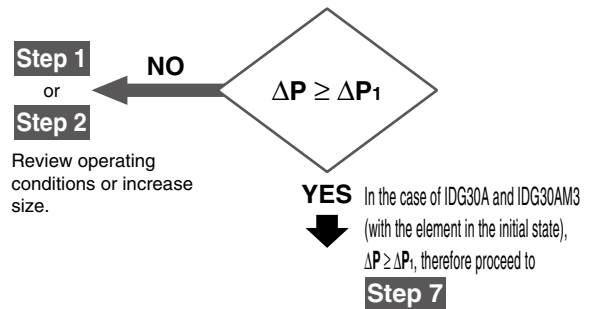 Step 1
or
Step 2
Review operating
conditions or increase
size.
NO
ΔP ≥ ΔP₁
YES
In the case of IDG30A and IDG30AM3
(with the element in the initial state),
ΔP ≥ ΔP₁, therefore proceed to
Step 7